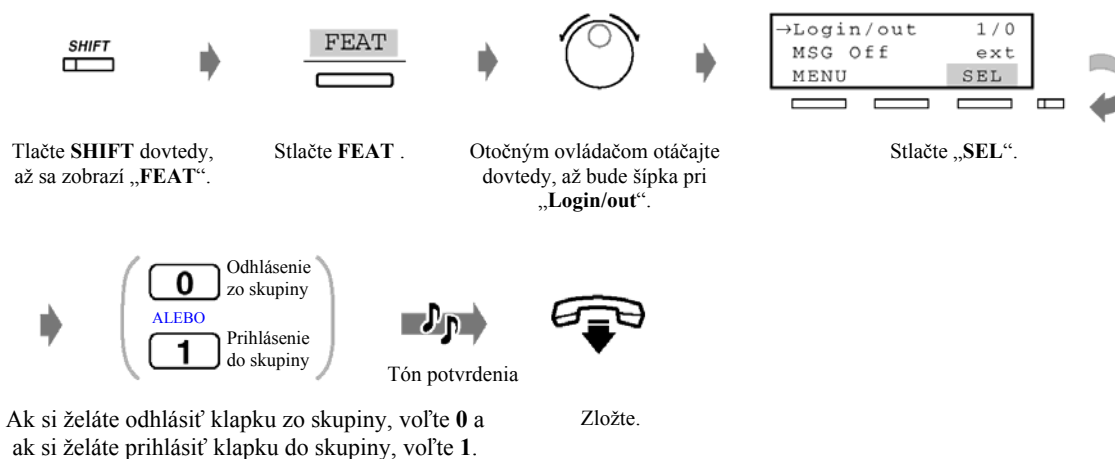 SHIFT
FEAT
→Login/out 1/0
MSG Off ext
MENU SEL
Tlačte SHIFT dovtedy,
až sa zobrazí „FEAT“.
Stlačte FEAT .
Otočným ovládačom otáčajte
dovtedy, až bude šípka pri
„Login/out“.
Stlačte „SEL“.
0 Odhlásenie
zo skupiny
ALEBO
1 Prihlásenie
do skupiny
Tón potvrdenia
Ak si želáte odhlásiť klapku zo skupiny, voľte 0 a
ak si želáte prihlásiť klapku do skupiny, voľte 1.
Zložte.